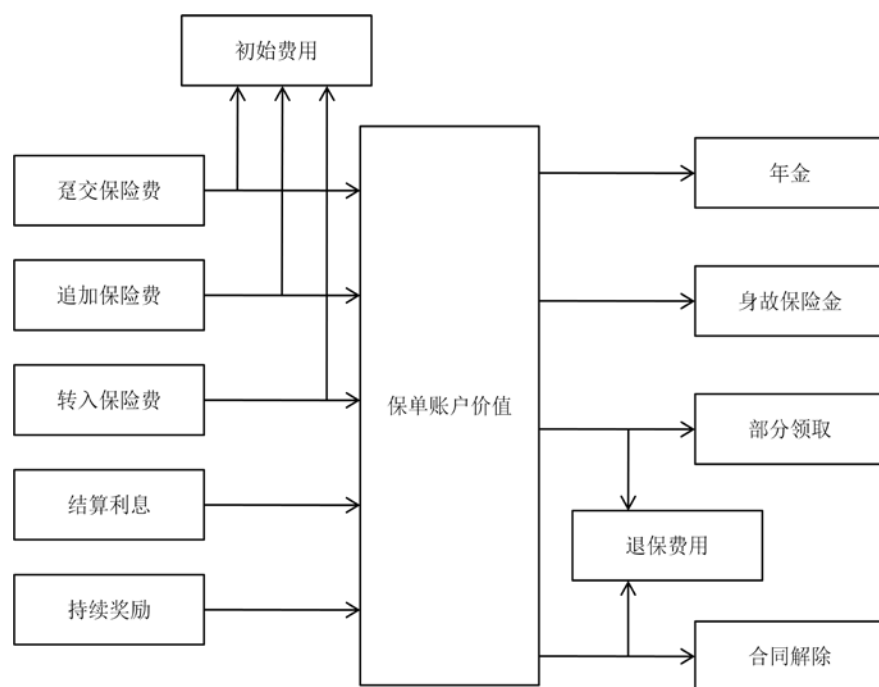 初始费用
趸交保险费
追加保险费
转入保险费
结算利息
持续奖励
保单账户价值
年金
身故保险金
部分领取
退保费用
合同解除